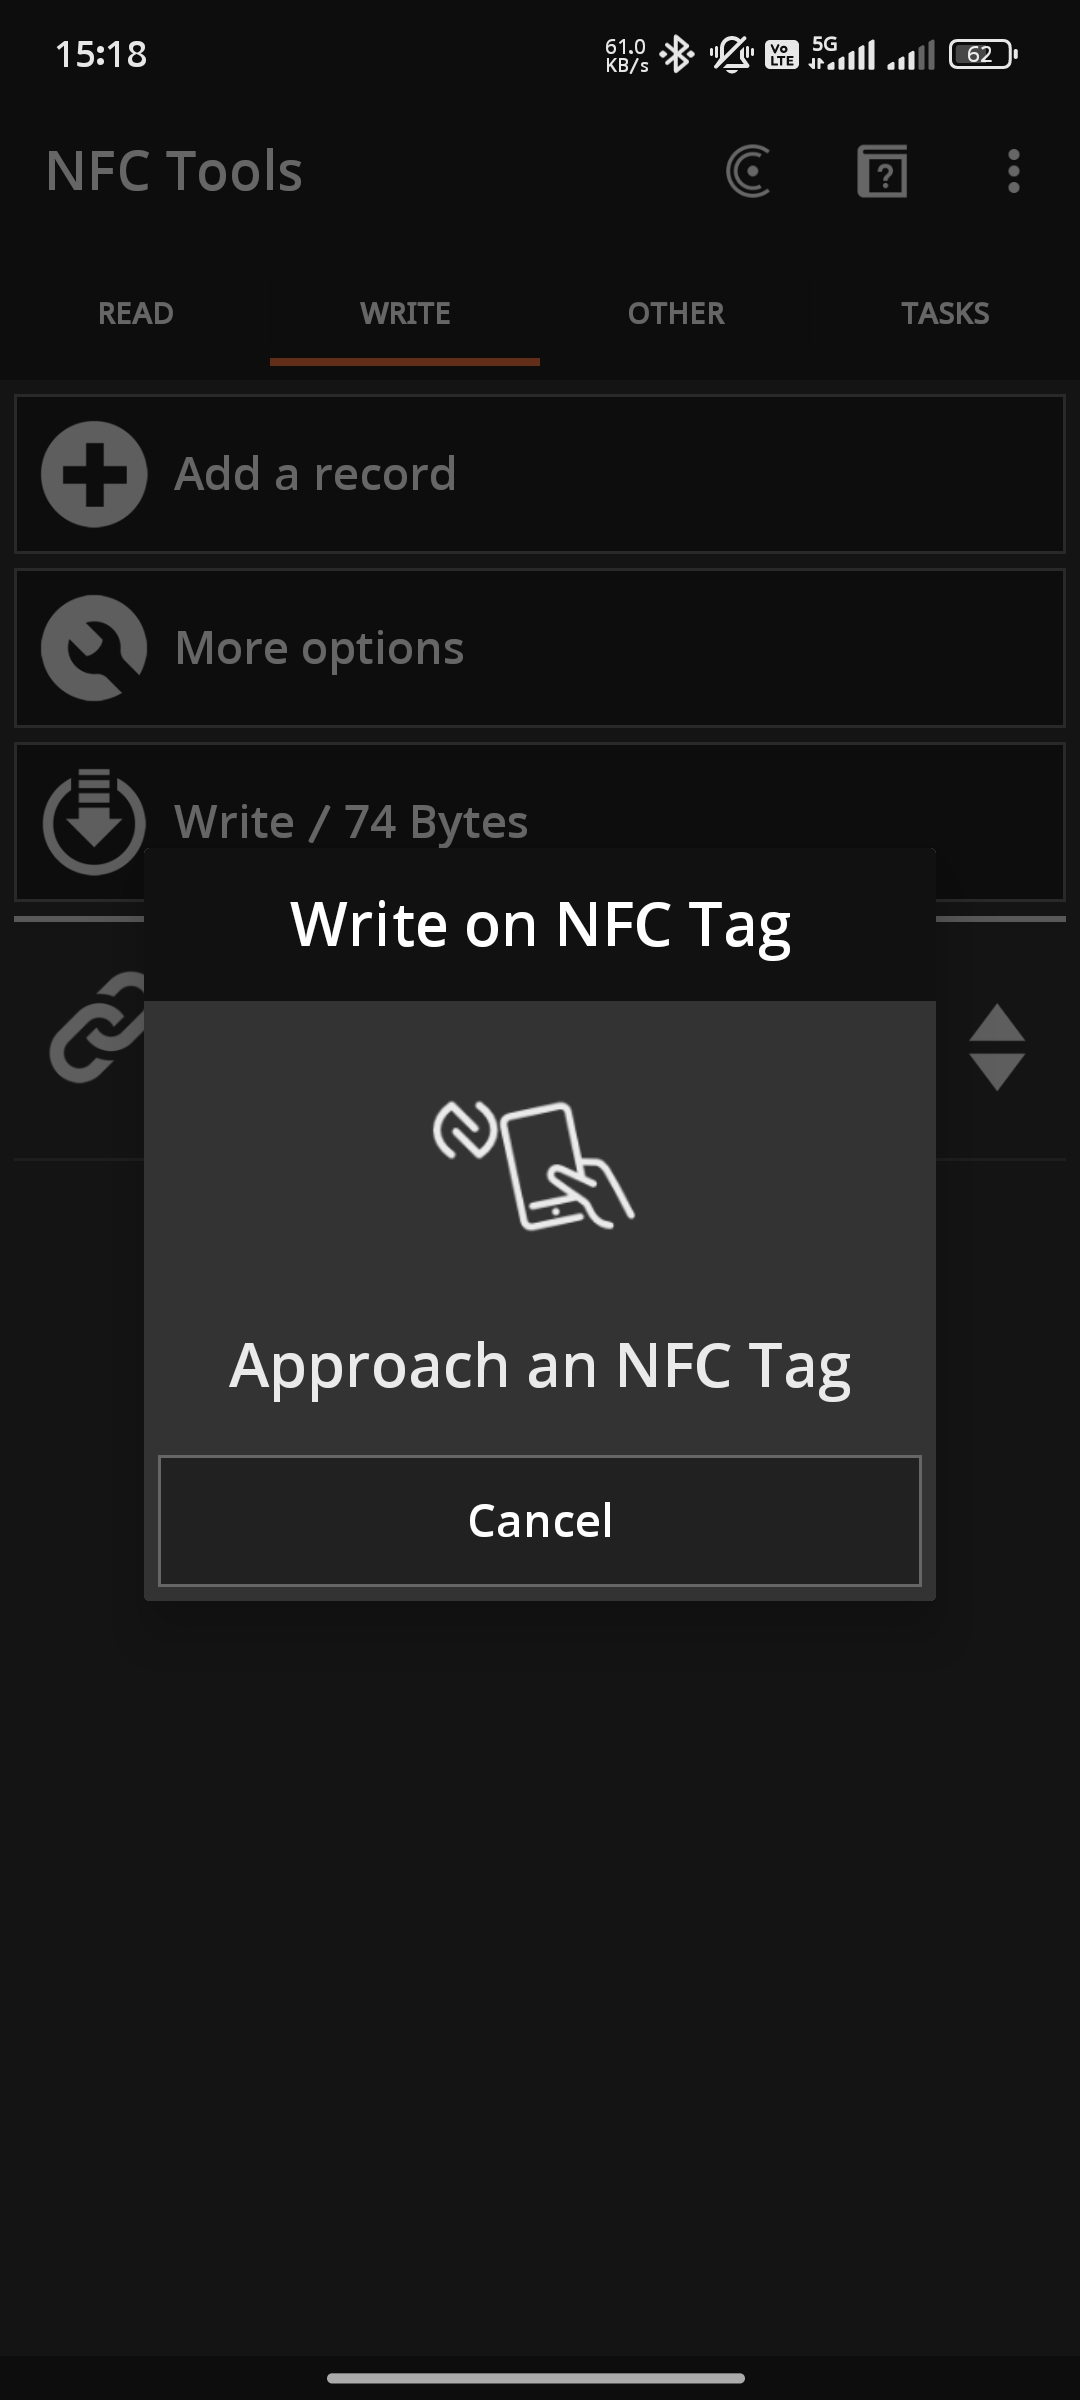 15:18
61.0
KB/s
Vo
LTE
5G
62
NFC Tools
?
READ
WRITE
OTHER
TASKS
Add a record
More options
Write / 74 Bytes
Write on NFC Tag
Approach an NFC Tag
Cancel